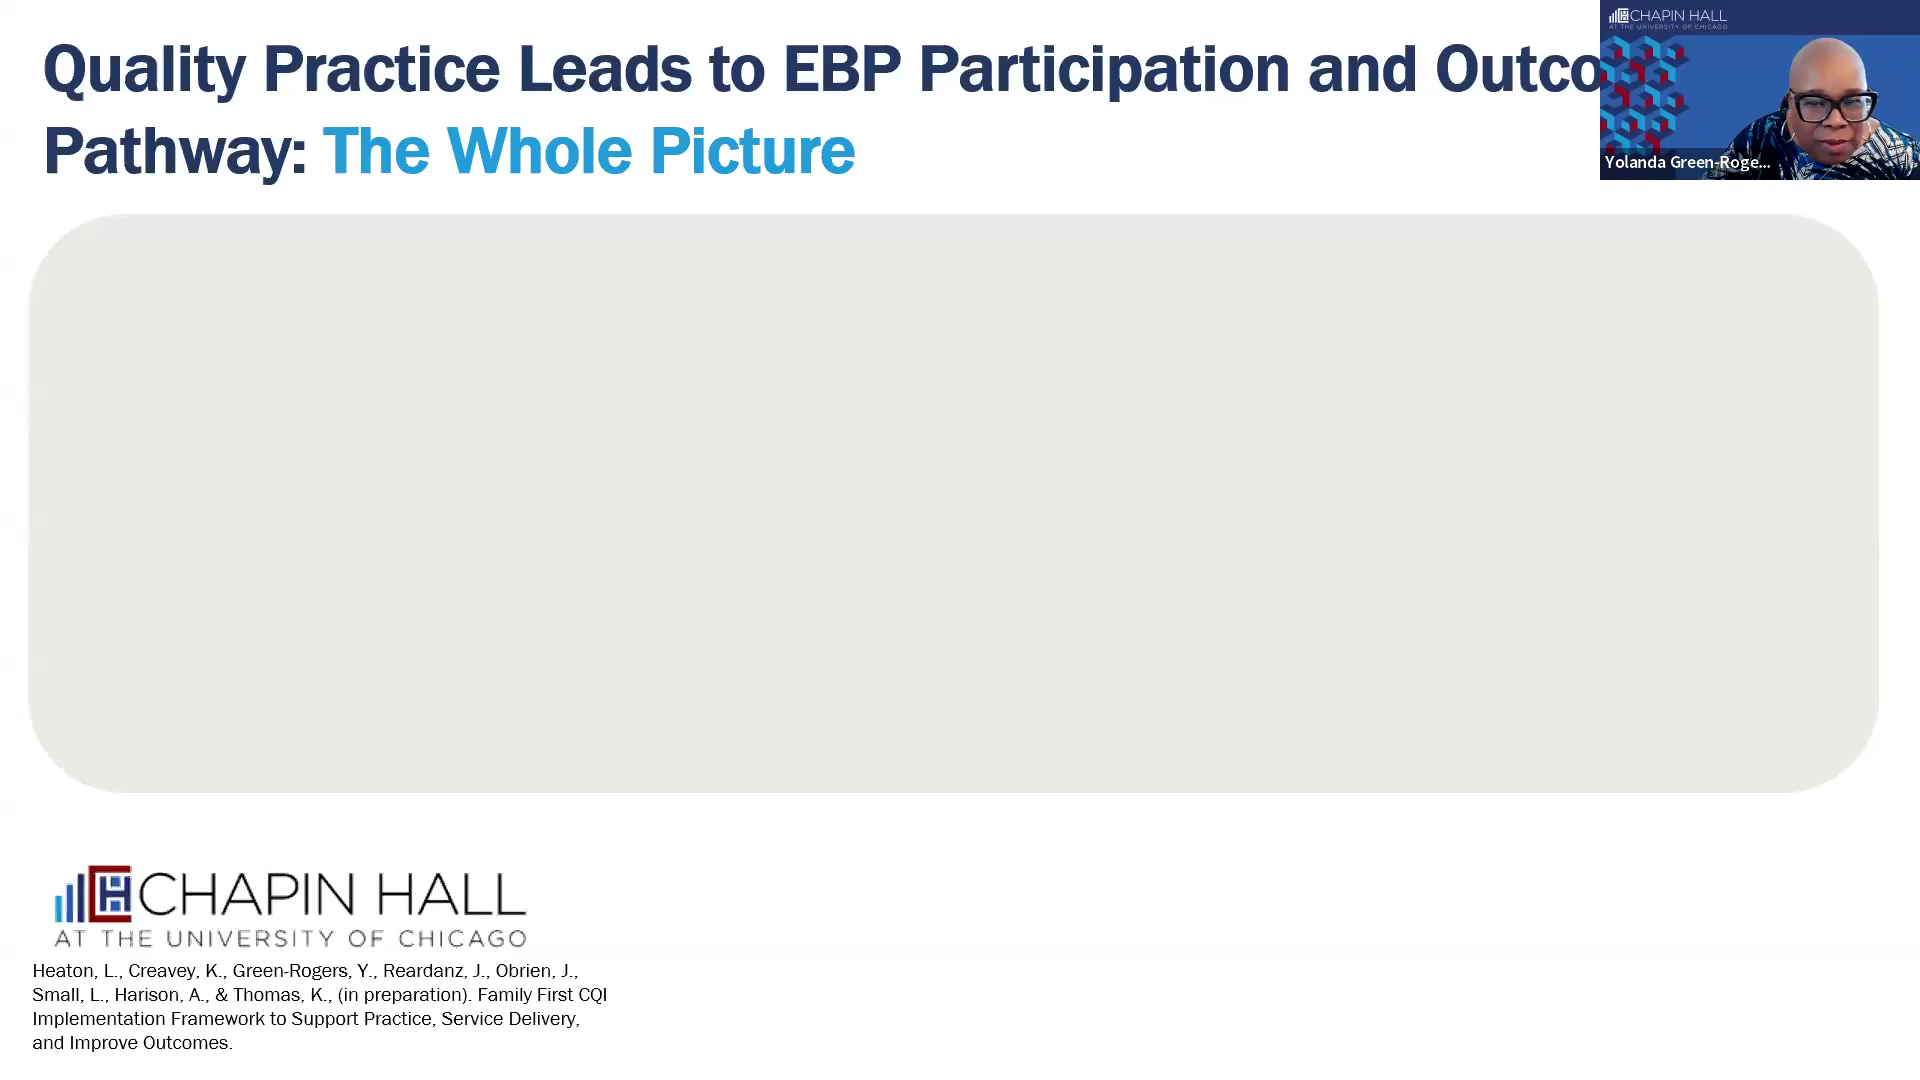 Quality Practice Leads to EBP Participation and Outco
Pathway: The Whole Picture
CHAPIN HALL
AT THE UNIVERSITY OF CHICAGO
Yolanda Green-Roge...
CHAPIN HALL
AT THE UNIVERSITY OF CHICAGO
Heaton, L., Creavey, K., Green-Rogers, Y., Reardanz, J., Obrien, J.,
Small, L., Harison, A., & Thomas, K., (in preparation). Family First CQI
Implementation Framework to Support Practice, Service Delivery,
and Improve Outcomes.